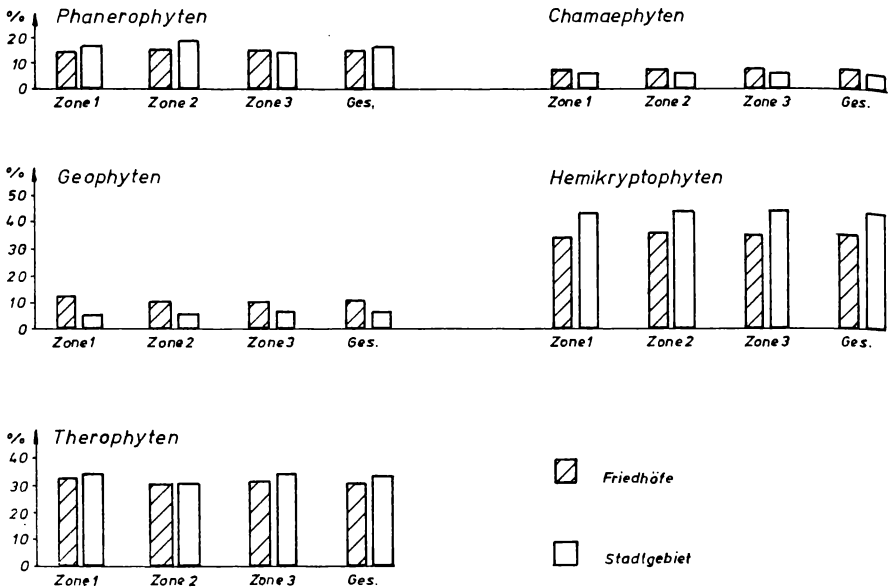 % Phanerophyten Chamaephyten
20
10
0
Zone 1 Zone 2 Zone 3 Ges, Zone 1 Zone 2 Zone 3 Ges.
% Geophyten Hemikryptophyten
50
40
30
20
10
0
Zone 1 Zone 2 Zone 3 Ges. Zone 1 Zone 2 Zone 3 Ges.
% Therophyten
40
30 Friedhöfe
20
10
0 Stadtgebiet
Zone 1 Zone 2 Zone 3 Ges.